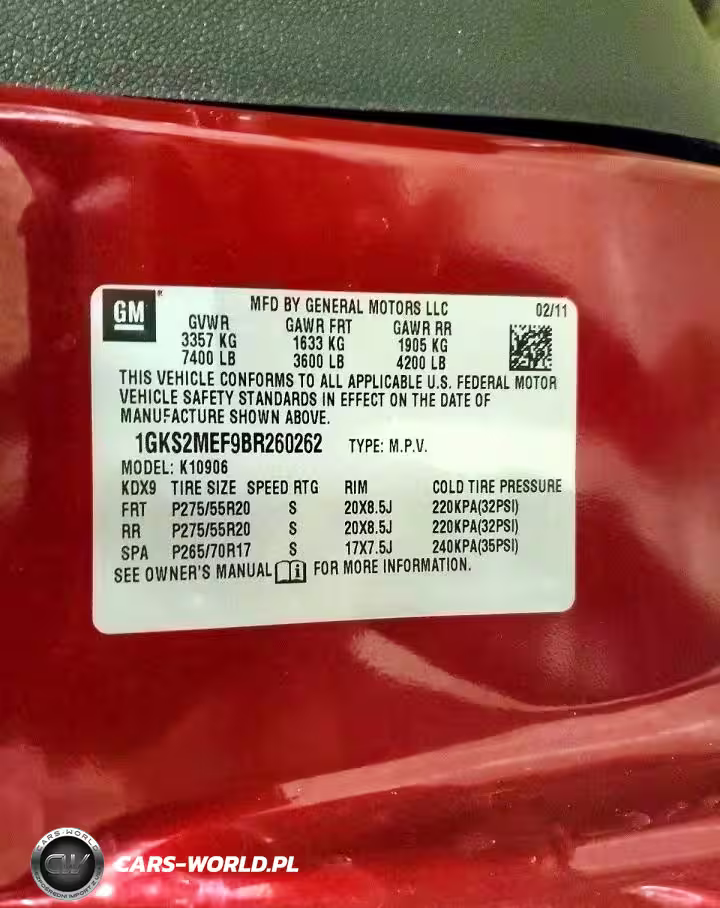 GM ®
MFD BY GENERAL MOTORS LLC 02/11
GVWR GAWR FRT GAWR RR
3357 KG 1633 KG 1905 KG
7400 LB 3600 LB 4200 LB
THIS VEHICLE CONFORMS TO ALL APPLICABLE U.S. FEDERAL MOTOR
VEHICLE SAFETY STANDARDS IN EFFECT ON THE DATE OF
MANUFACTURE SHOWN ABOVE.
1GKS2MEF9BR260262 TYPE: M.P.V.
MODEL: K10906
KDX9 TIRE SIZE SPEED RTG RIM COLD TIRE PRESSURE
FRT P275/55R20 S 20X8.5J 220KPA(32PSI)
RR P275/55R20 S 20X8.5J 220KPA(32PSI)
SPA P265/70R17 S 17X7.5J 240KPA(35PSI)
SEE OWNER'S MANUAL FOR MORE INFORMATION.
CARS-WORLD
CW
CARS-WORLD.PL